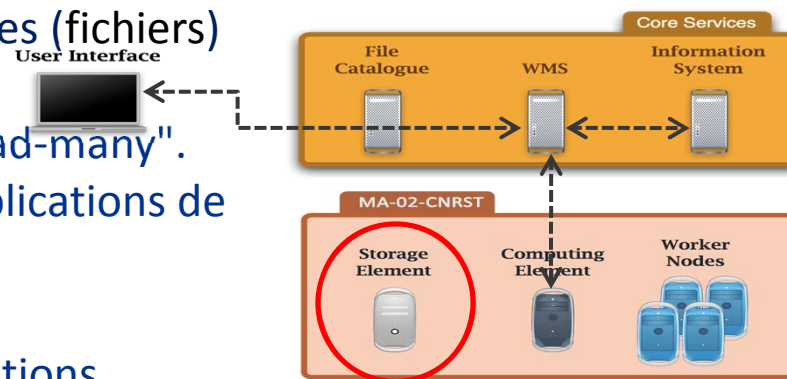 es (fichiers)
User Interface
ad-many".
plications de
tions
Core Services
File
Catalogue
WMS
Information
System
MA-02-CNRST
Storage
Element
Computing
Element
Worker
Nodes